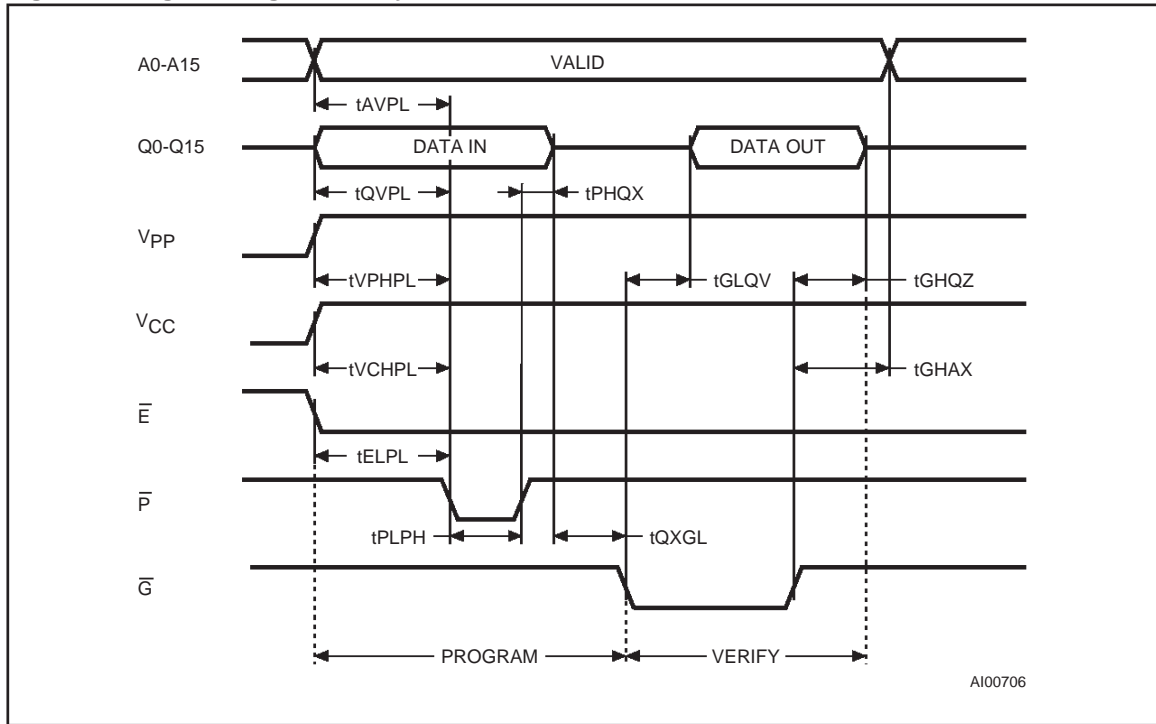 A0-A15
VALID
tAVPL
Q0-Q15
DATA IN
DATA OUT
tQVPL
tPHQX
VPP
tVPHPL
tGLQV
tGHQZ
VCC
tVCHPL
tGHAX
E̅
tELPL
P̅
tPLPH
tQXGL
G̅
PROGRAM
VERIFY
AI00706